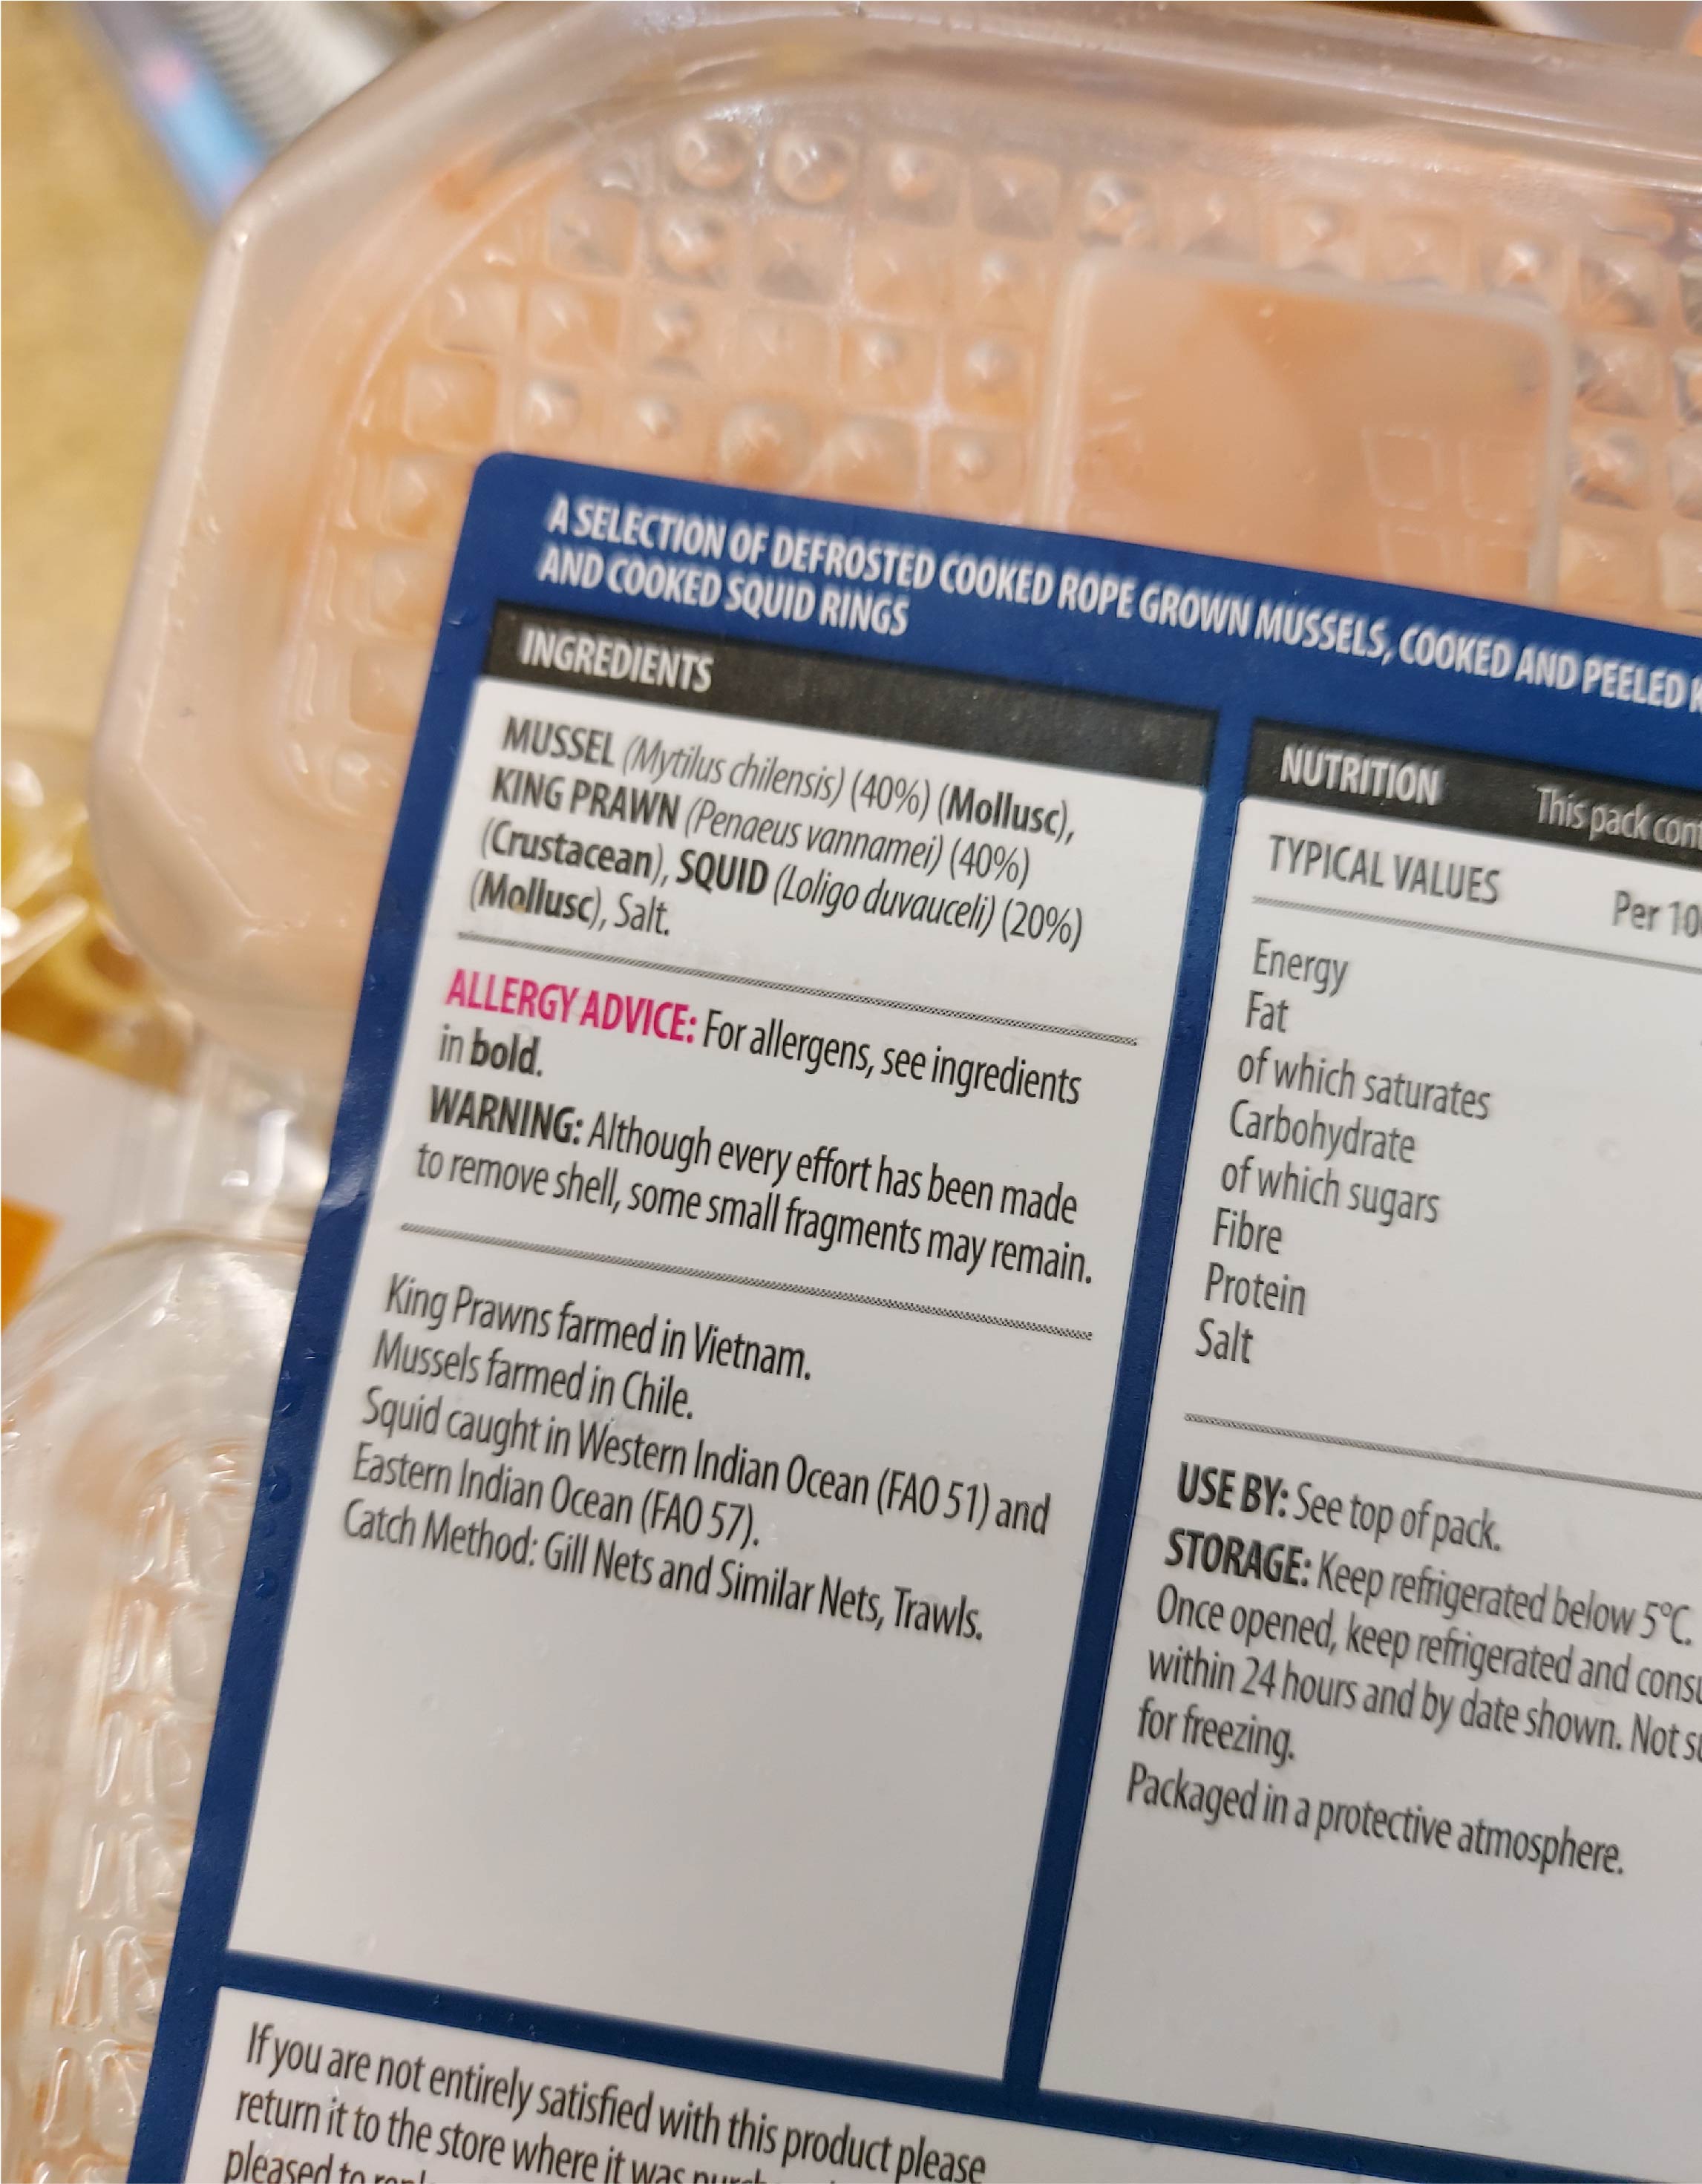 A SELECTION OF DEFROSTED COOKED ROPE GROWN MUSSELS, COOKED AND PEELED
AND COOKED SQUID RINGS
INGREDIENTS
MUSSEL (Mytilus chilensis) (40%) (Mollusc),
KING PRAWN (Penaeus vannamei) (40%)
(Crustacean), SQUID (Loligo duvauceli) (20%)
(Mollusc), Salt.
ALLERGY ADVICE: For allergens, see ingredients
in bold.
WARNING: Although every effort has been made
to remove shell, some small fragments may remain.
King Prawns farmed in Vietnam.
Mussels farmed in Chile.
Squid caught in Western Indian Ocean (FAO 51) and
Eastern Indian Ocean (FAO 57).
Catch Method: Gill Nets and Similar Nets, Trawls.
NUTRITION This pack
TYPICAL VALUES Per
Energy
Fat
of which saturates
Carbohydrate
of which sugars
Fibre
Protein
Salt
USE BY: See top of pack.
STORAGE: Keep refrigerated below 5°C.
Once opened, keep refrigerated and
within 24 hours and by date shown. Not
for freezing.
Packaged in a protective atmosphere.
If you are not entirely satisfied with this product please
return it to the store where it was
pleased to